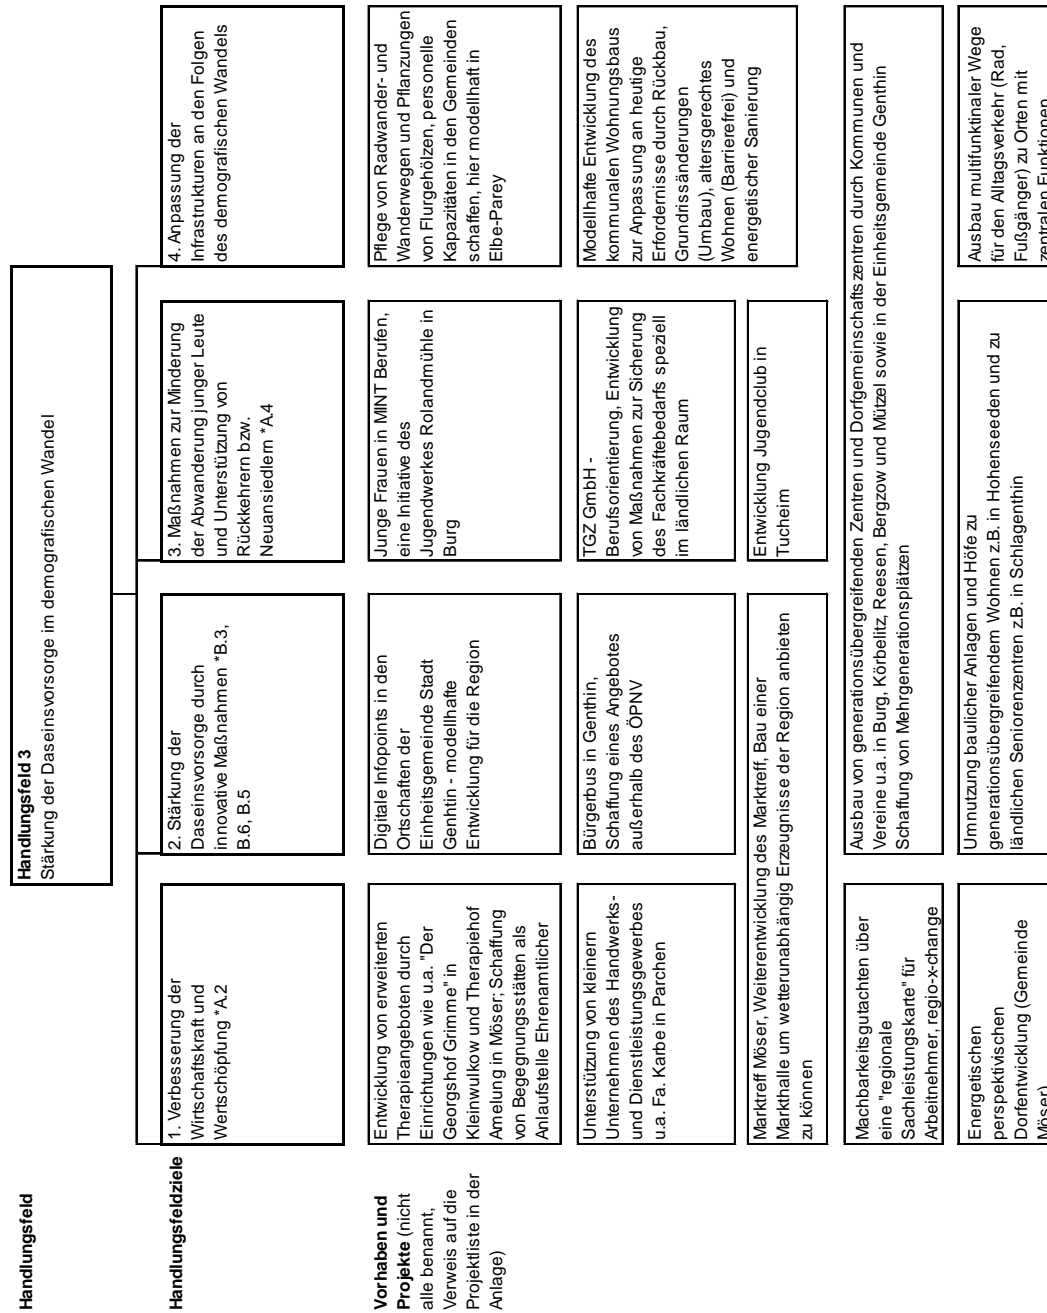 Handlungsfeld
Handlungsfeld 3
Stärkung der Daseinsvorsorge im demografischen Wandel
Handlungsfeldziele
1. Verbesserung der
Wirtschaftskraft und
Wertschöpfung *A.2
2. Stärkung der
Daseinsvorsorge durch
innovative Maßnahmen *B.3,
B.6, B.5
3. Maßnahmen zur Minderung
der Abwanderung junger Leute
und Unterstützung von
Rückkehrern bzw.
Neuansiedlern *A.4
4. Anpassung der
Infrastrukturen an den Folgen
des demografischen Wandels
Vorhaben und
Projekte (nicht
alle benannt,
Verweis auf die
Projektliste in der
Anlage)
Entwicklung von erweiterten
Therapieangeboten durch
Einrichtungen wie u.a. "Der
Georgshof Grimme" in
Kleinwulkow und Therapiehof
Amelung in Möser; Schaffung
von Begegnungsstätten als
Anlaufstelle Ehrenamtlicher
Digitale Infopoints in den
Ortschaften der
Einheitsgemeinde Stadt
Genhtin - modellhafte
Entwicklung für die Region
Junge Frauen in MINT Berufen,
eine Initiative des
Jugendwerkes Rolandmühle in
Burg
Pflege von Radwander- und
Wanderwegen und Pflanzungen
von Flurgehölzen, personelle
Kapazitäten in den Gemeinden
schaffen, hier modellhaft in
Elbe-Parey
Unterstützung von kleinern
Unternehmen des Handwerks-
und Dienstleistungsgewerbes
u.a. Fa. Karbe in Parchen
Bürgerbus in Genthin,
Schaffung eines Angebotes
außerhalb des ÖPNV
TGZ GmbH -
Berufsorientierung, Entwicklung
von Maßnahmen zur Sicherung
des Fachkräftebedarfs speziell
im ländlichen Raum
Modellhafte Entwicklung des
kommunalen Wohnungsbaus
zur Anpassung an heutige
Erfordernisse durch Rückbau,
Grundrissänderungen
(Umbau), altersgerechtes
Wohnen (Barrierefrei) und
energetischer Sanierung
Marktreff Möser, Weiterentwicklung des Marktreff, Bau einer
Markthalle um wetterunabhängig Erzeugnisse der Region anbieten
zu können
Entwicklung Jugendclub in
Tucheim
Machbarkeitsgutachten über
eine "regionale
Sachleistungskarte" für
Arbeitnehmer, regio-x-change
Ausbau von generationsübergreifenden Zentren und Dorfgemeinschaftszentren durch Kommunen und
Vereine u.a. in Burg, Körbelitz, Reesen, Bergzow und Mützel sowie in der Einheitsgemeinde Genthin
Schaffung von Mehrgenerationsplätzen
Energetischen
perspektivischen
Dorfentwicklung (Gemeinde
Möser)
Umnutzung baulicher Anlagen und Höfe zu
generationsübergreifendem Wohnen z.B. in Hohenseeden und zu
ländlichen Seniorenzentren z.B. in Schlagenthin
Ausbau multifunktinaler Wege
für den Alltagsverkehr (Rad,
Fußgänger) zu Orten mit
zentralen Funktionen